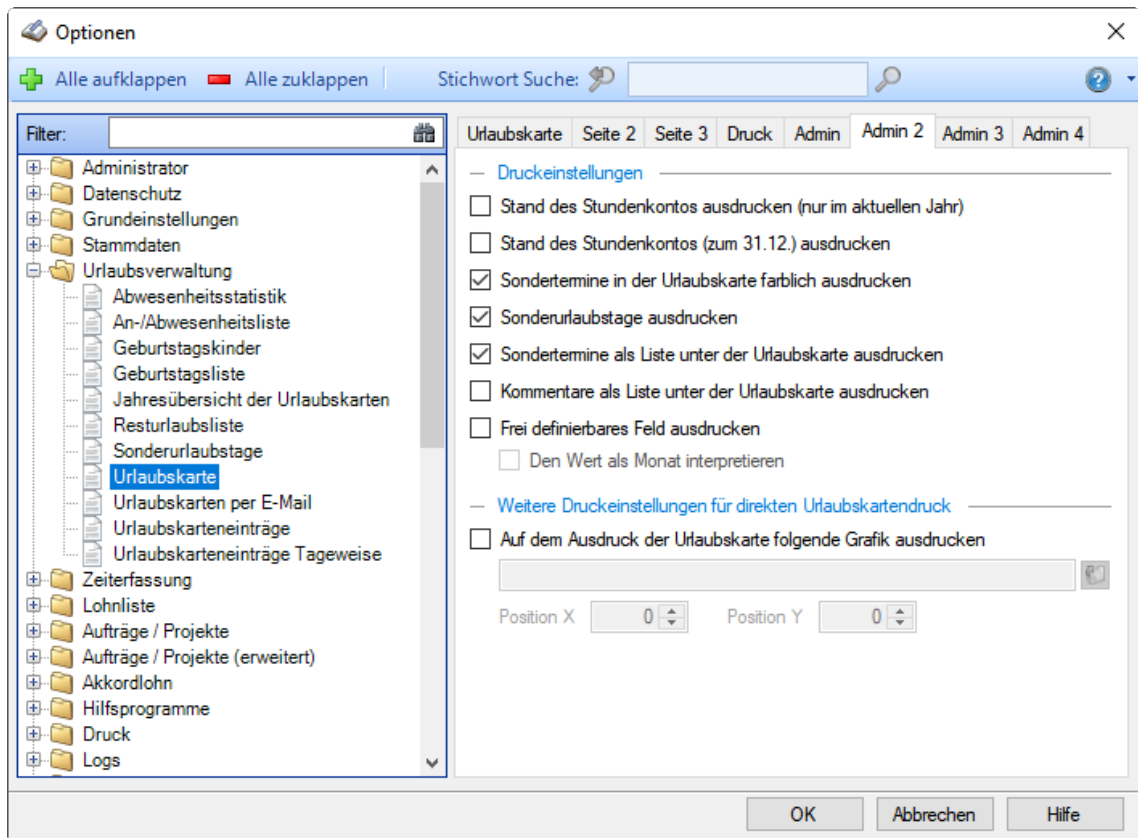 Optionen
Alle aufklappen Alle zuklappen Stichwort Suche:
Filter:
Administrator
Datenschutz
Grundeinstellungen
Stammdaten
Urlaubsverwaltung
Abwesenheitsstatistik
An-/Abwesenheitsliste
Geburtstagskinder
Geburtstagsliste
Jahresübersicht der Urlaubskarten
Resturlaubsliste
Sonderurlaubstage
Urlaubskarte
Urlaubskarten per E-Mail
Urlaubskarteneinträge
Urlaubskarteneinträge Tageweise
Zeiterfassung
Lohnliste
Aufträge / Projekte
Aufträge / Projekte (erweitert)
Akkordlohn
Hilfsprogramme
Druck
Logs
Urlaubskarte Seite 2 Seite 3 Druck Admin Admin 2 Admin 3 Admin 4
Druckeinstellungen
Stand des Stundenkontos ausdrucken (nur im aktuellen Jahr)
Stand des Stundenkontos (zum 31.12.) ausdrucken
Sondertermine in der Urlaubskarte farblich ausdrucken
Sonderurlaubstage ausdrucken
Sondertermine als Liste unter der Urlaubskarte ausdrucken
Kommentare als Liste unter der Urlaubskarte ausdrucken
Frei definierbares Feld ausdrucken
Den Wert als Monat interpretieren
Weitere Druckeinstellungen für direkten Urlaubskartendruck
Auf dem Ausdruck der Urlaubskarte folgende Grafik ausdrucken
Position X 0 Position Y 0
OK Abbrechen Hilfe